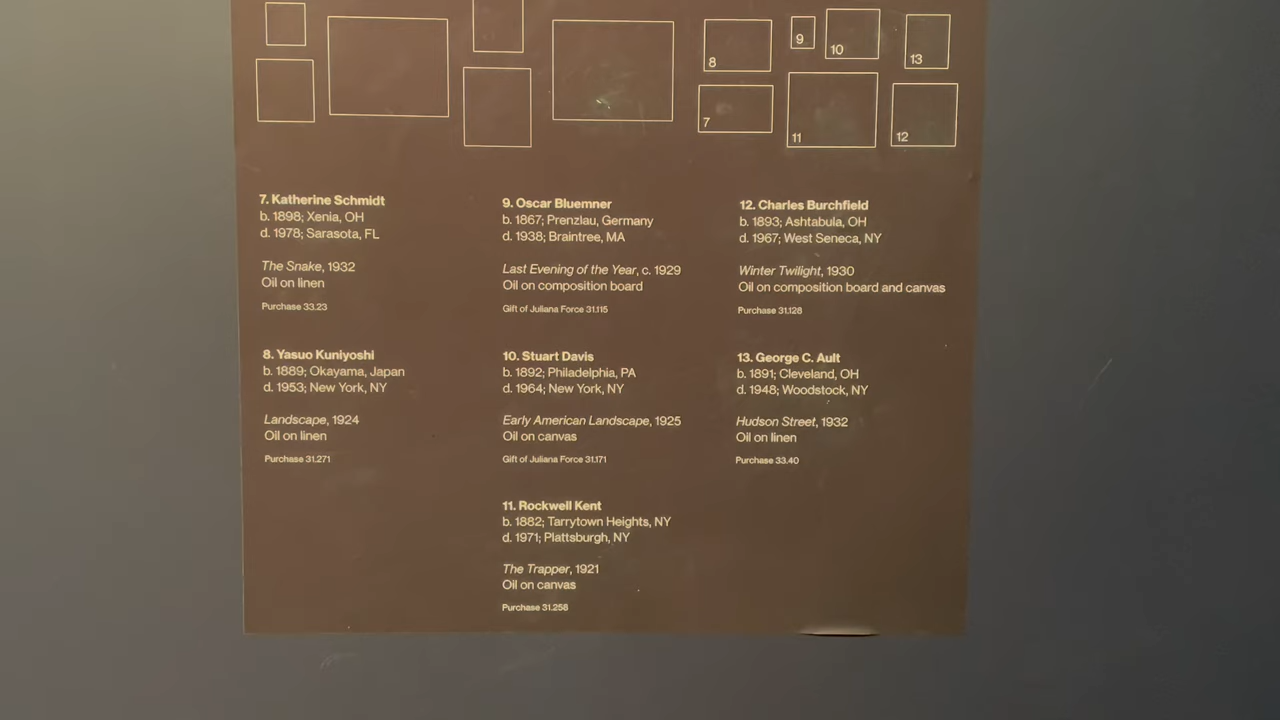 9
10
13
8
7
11
12
7. Katherine Schmidt
b. 1898; Xenia, OH
d. 1978; Sarasota, FL
The Snake, 1932
Oil on linen
Purchase 33.23
8. Yasuo Kuniyoshi
b. 1889; Okayama, Japan
d. 1953; New York, NY
Landscape, 1924
Oil on linen
Purchase 31.271
9. Oscar Bluemner
b. 1867; Prenzlau, Germany
d. 1938; Braintree, MA
Last Evening of the Year, c. 1929
Oil on composition board
Gift of Juliana Force 31.115
10. Stuart Davis
b. 1892; Philadelphia, PA
d. 1964; New York, NY
Early American Landscape, 1925
Oil on canvas
Gift of Juliana Force 31.171
11. Rockwell Kent
b. 1882; Tarrytown Heights, NY
d. 1971; Plattsburgh, NY
The Trapper, 1921
Oil on canvas
Purchase 31.258
12. Charles Burchfield
b. 1893; Ashtabula, OH
d. 1967; West Seneca, NY
Winter Twilight, 1930
Oil on composition board and canvas
Purchase 31.128
13. George C. Ault
b. 1891; Cleveland, OH
d. 1948; Woodstock, NY
Hudson Street, 1932
Oil on linen
Purchase 33.40